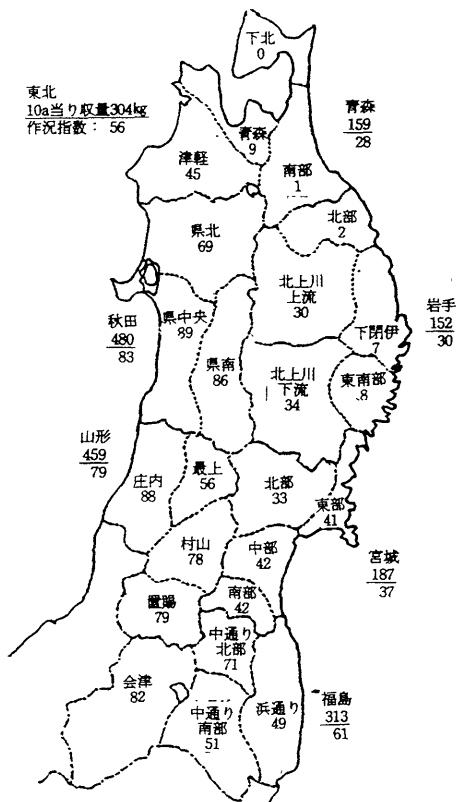 下北
0
東北
10a当り収量304kg
作況指数： 56
青森
159
28
青森
9
津軽
45
南部
1
北部
2
県北
69
北上川
上流
30
岩手
152
30
秋田
480
83
県中央
89
下閉伊
7
県南
86
北上川
下流
34
東南部
8
山形
459
79
最上
56
庄内
88
北部
33
東部
41
村山
78
中部
42
宮城
187
37
置賜
79
南部
42
中通り
北部
71
会津
82
中通り
南部
51
浜通り
49
福島
313
61